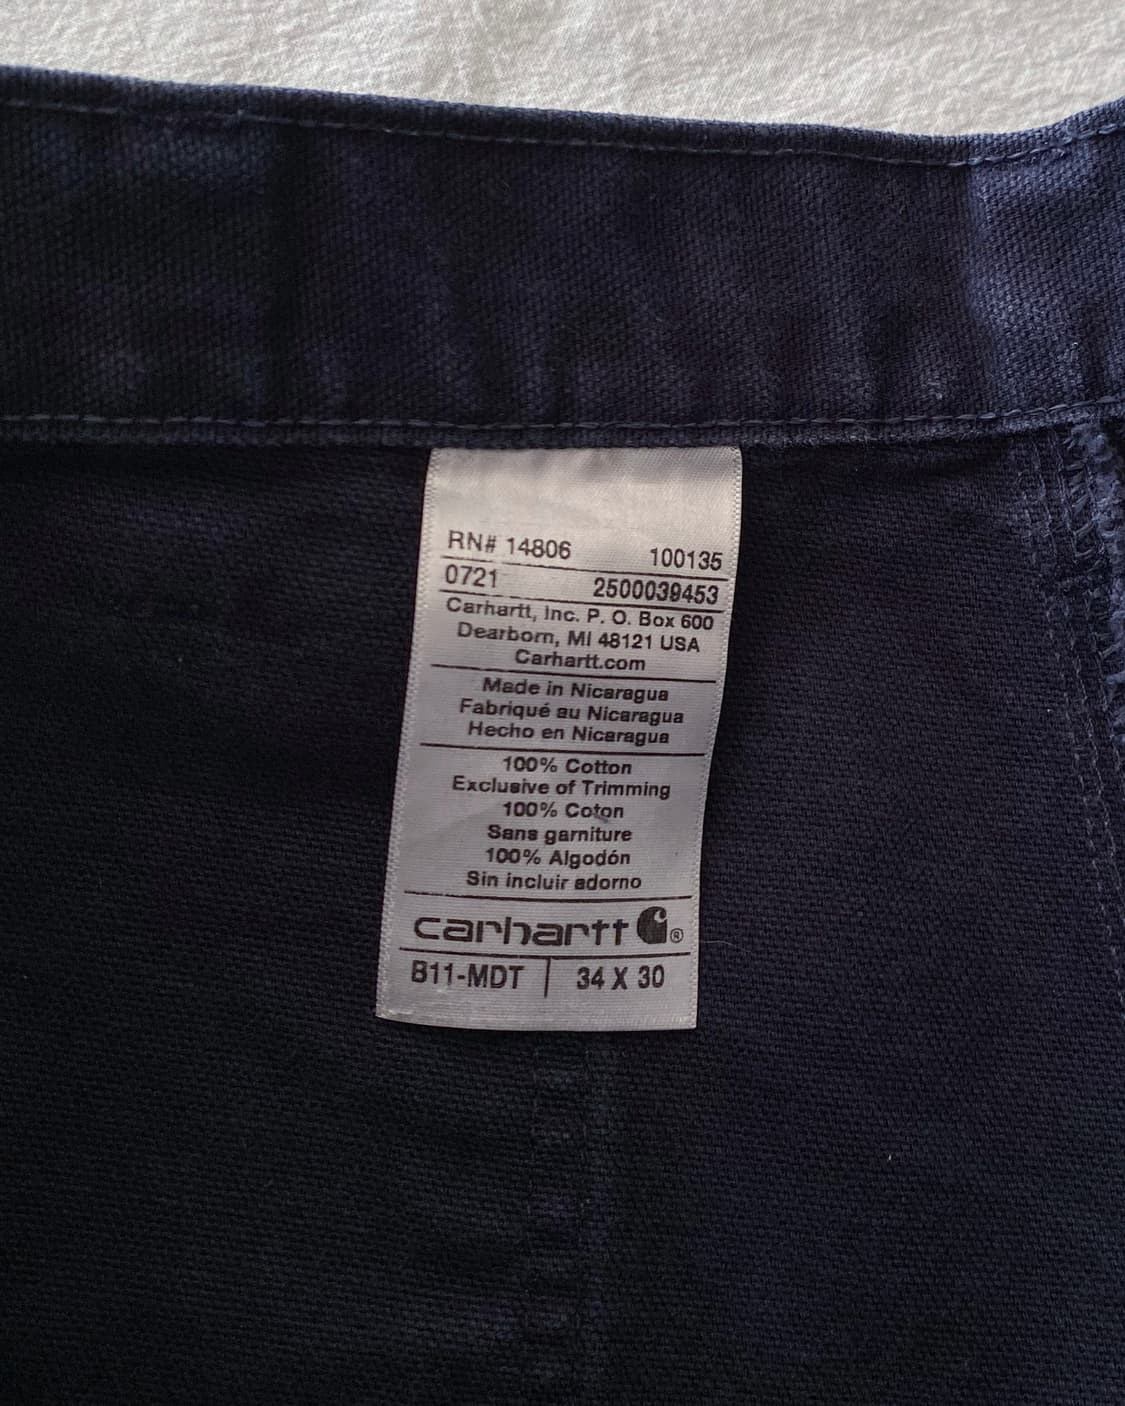 RN# 14806 100135
0721 2500039453
Carhartt, Inc. P. O. Box 600
Dearborn, MI 48121 USA
Carhartt.com
Made in Nicaragua
Fabriqué au Nicaragua
Hecho en Nicaragua
100% Cotton
Exclusive of Trimming
100% Coton
Sans garniture
100% Algodón
Sin incluir adorno
carhartt ®
B11-MDT | 34 X 30